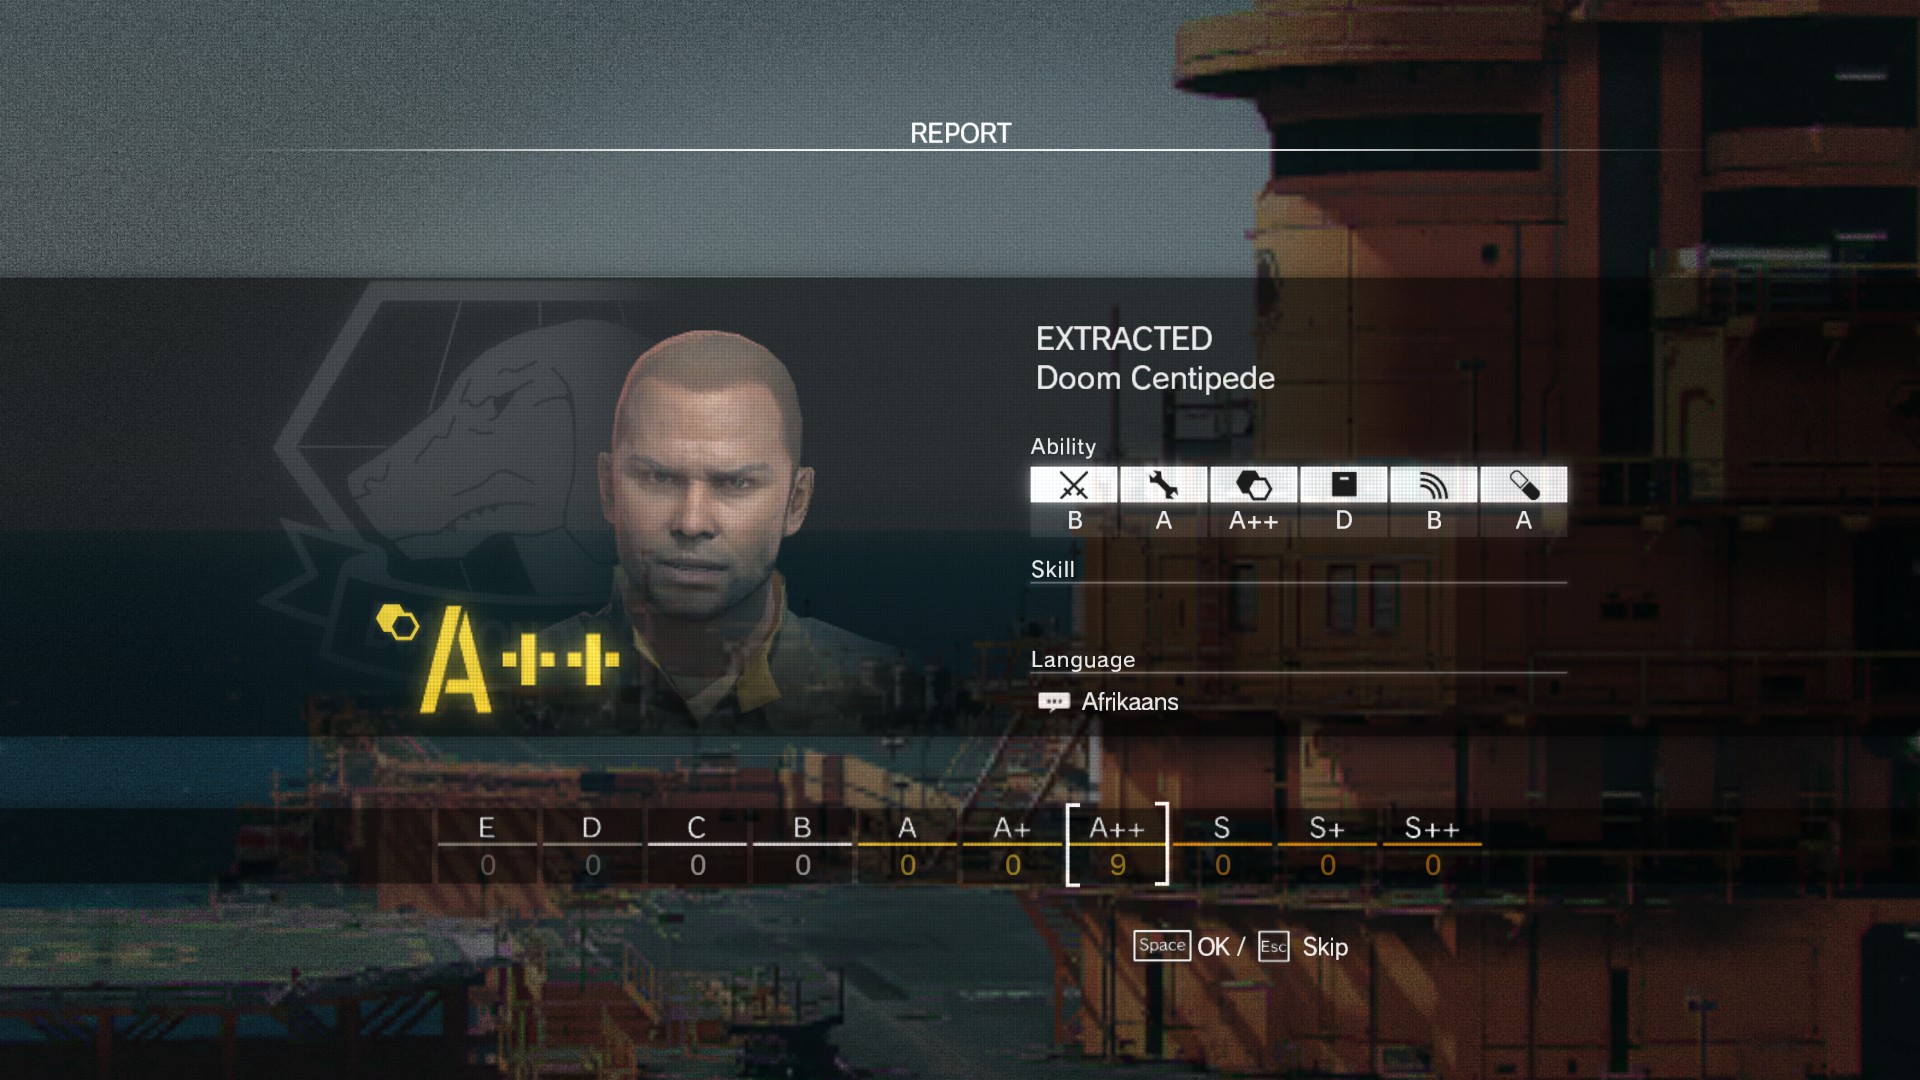 REPORT
EXTRACTED
Doom Centipede
Ability
B A A++ D B A
Skill
A++
Language
Afrikaans
E D C B A A+ A++ S S+ S++
0 0 0 0 0 0 9 0 0 0
Space OK / Esc Skip